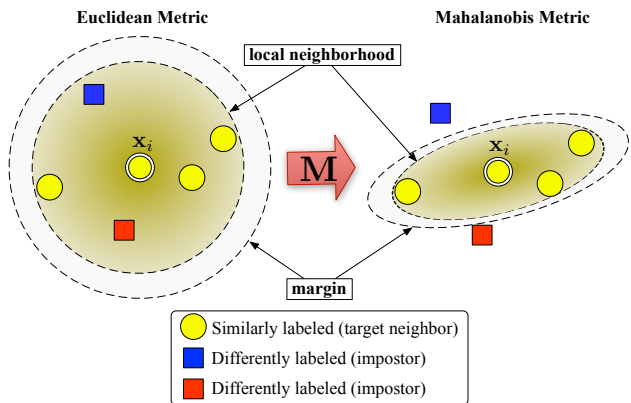 Euclidean Metric
Mahalanobis Metric
local neighborhood
𝐱ᵢ
𝐱ᵢ
M
margin
Similarly labeled (target neighbor)
Differently labeled (impostor)
Differently labeled (impostor)